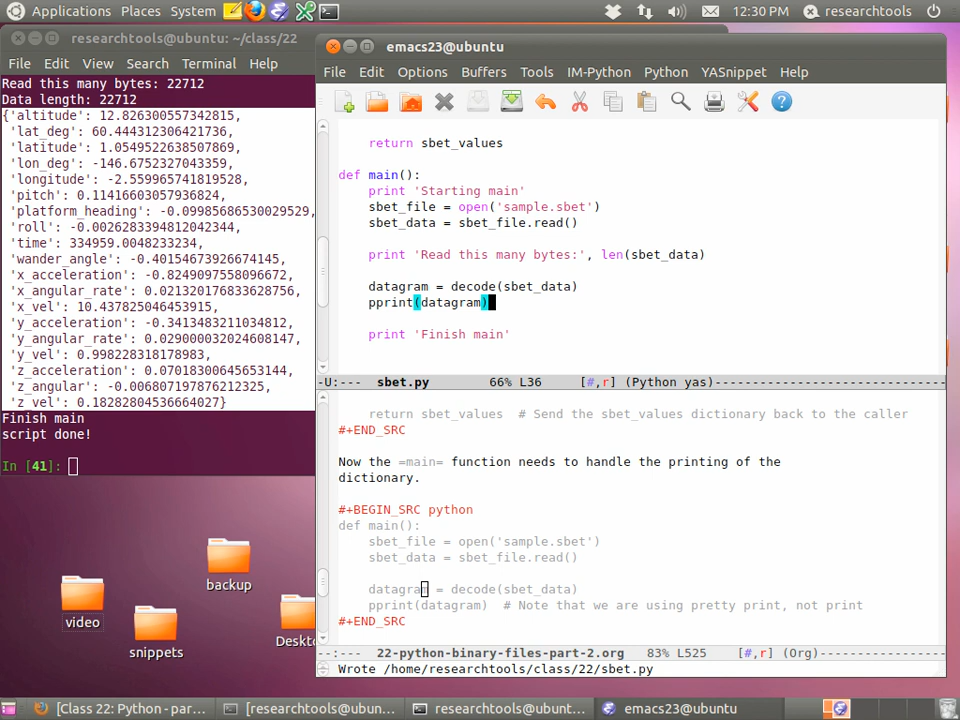 Applications Places System 12:30 PM researchtools
researchtools@ubuntu: ~/class/22
File Edit View Search Terminal Help
Read this many bytes: 22712
Data length: 22712
{'altitude': 12.826300557342815,
'lat_deg': 60.444312306421736,
'latitude': 1.0549522638507869,
'lon_deg': -146.6752327043359,
'longitude': -2.559965741819528,
'pitch': 0.11416603057936824,
'platform_heading': -0.09985686530029529,
'roll': -0.0026283394812042344,
'time': 334959.0048233234,
'wander_angle': -0.40154673926674145,
'x_acceleration': -0.8249097558096672,
'x_angular_rate': 0.021320176833628756,
'x_vel': 10.437825046453915,
'y_acceleration': -0.3413483211034812,
'y_angular_rate': 0.029000032024608147,
'y_vel': 0.998228318178983,
'z_acceleration': 0.07018300645653144,
'z_angular': -0.006807197876212325,
'z_vel': 0.18282804536664027}
Finish main
script done!
In [41]:
emacs23@ubuntu
File Edit Options Buffers Tools IM-Python Python YASnippet Help
return sbet_values
def main():
print 'Starting main'
sbet_file = open('sample.sbet')
sbet_data = sbet_file.read()
print 'Read this many bytes:', len(sbet_data)
datagram = decode(sbet_data)
pprint(datagram)
print 'Finish main'
-U:--- sbet.py 66% L36 [#,r] (Python yas)--------------------------
return sbet_values # Send the sbet_values dictionary back to the caller
#+END_SRC
Now the =main= function needs to handle the printing of the
dictionary.
#+BEGIN_SRC python
def main():
sbet_file = open('sample.sbet')
sbet_data = sbet_file.read()
datagram = decode(sbet_data)
pprint(datagram) # Note that we are using pretty print, not print
#+END_SRC
-:--- 22-python-binary-files-part-2.org 83% L525 [#,r] (Org)-----------------
Wrote /home/researchtools/class/22/sbet.py
video
backup
snippets
Deskto
[Class 22: Python - par... [researchtools@ubun... researchtools@ubunt... emacs23@ubuntu